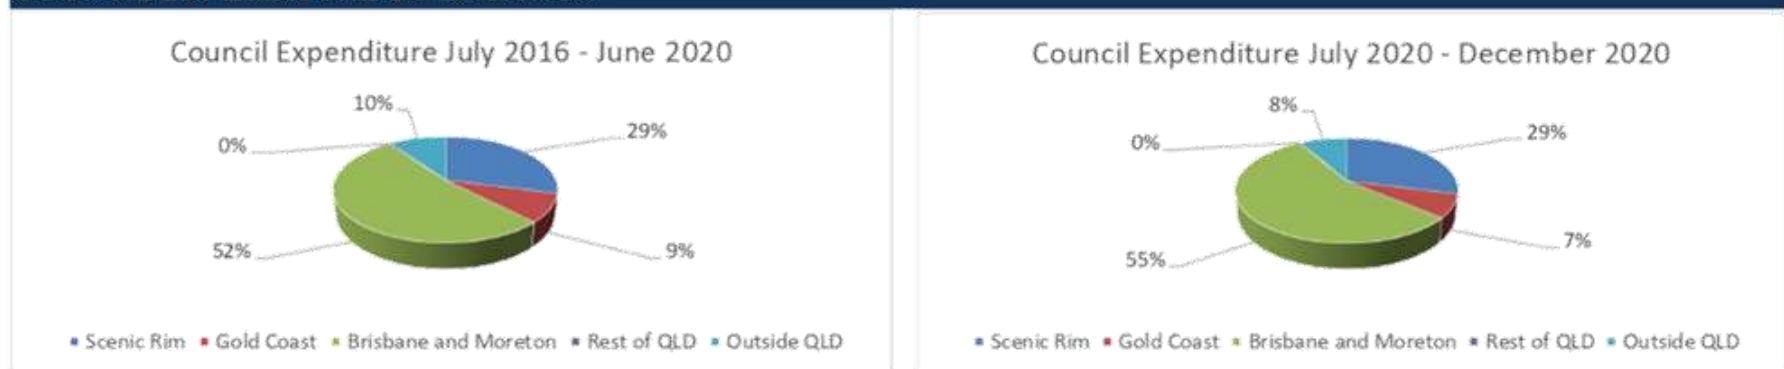 Council Expenditure July 2016 - June 2020
10%
29%
0%
52%
9%
Scenic Rim Gold Coast Brisbane and Moreton Rest of QLD Outside QLD
Council Expenditure July 2020 - December 2020
8%
29%
0%
7%
55%
Scenic Rim Gold Coast Brisbane and Moreton Rest of QLD Outside QLD